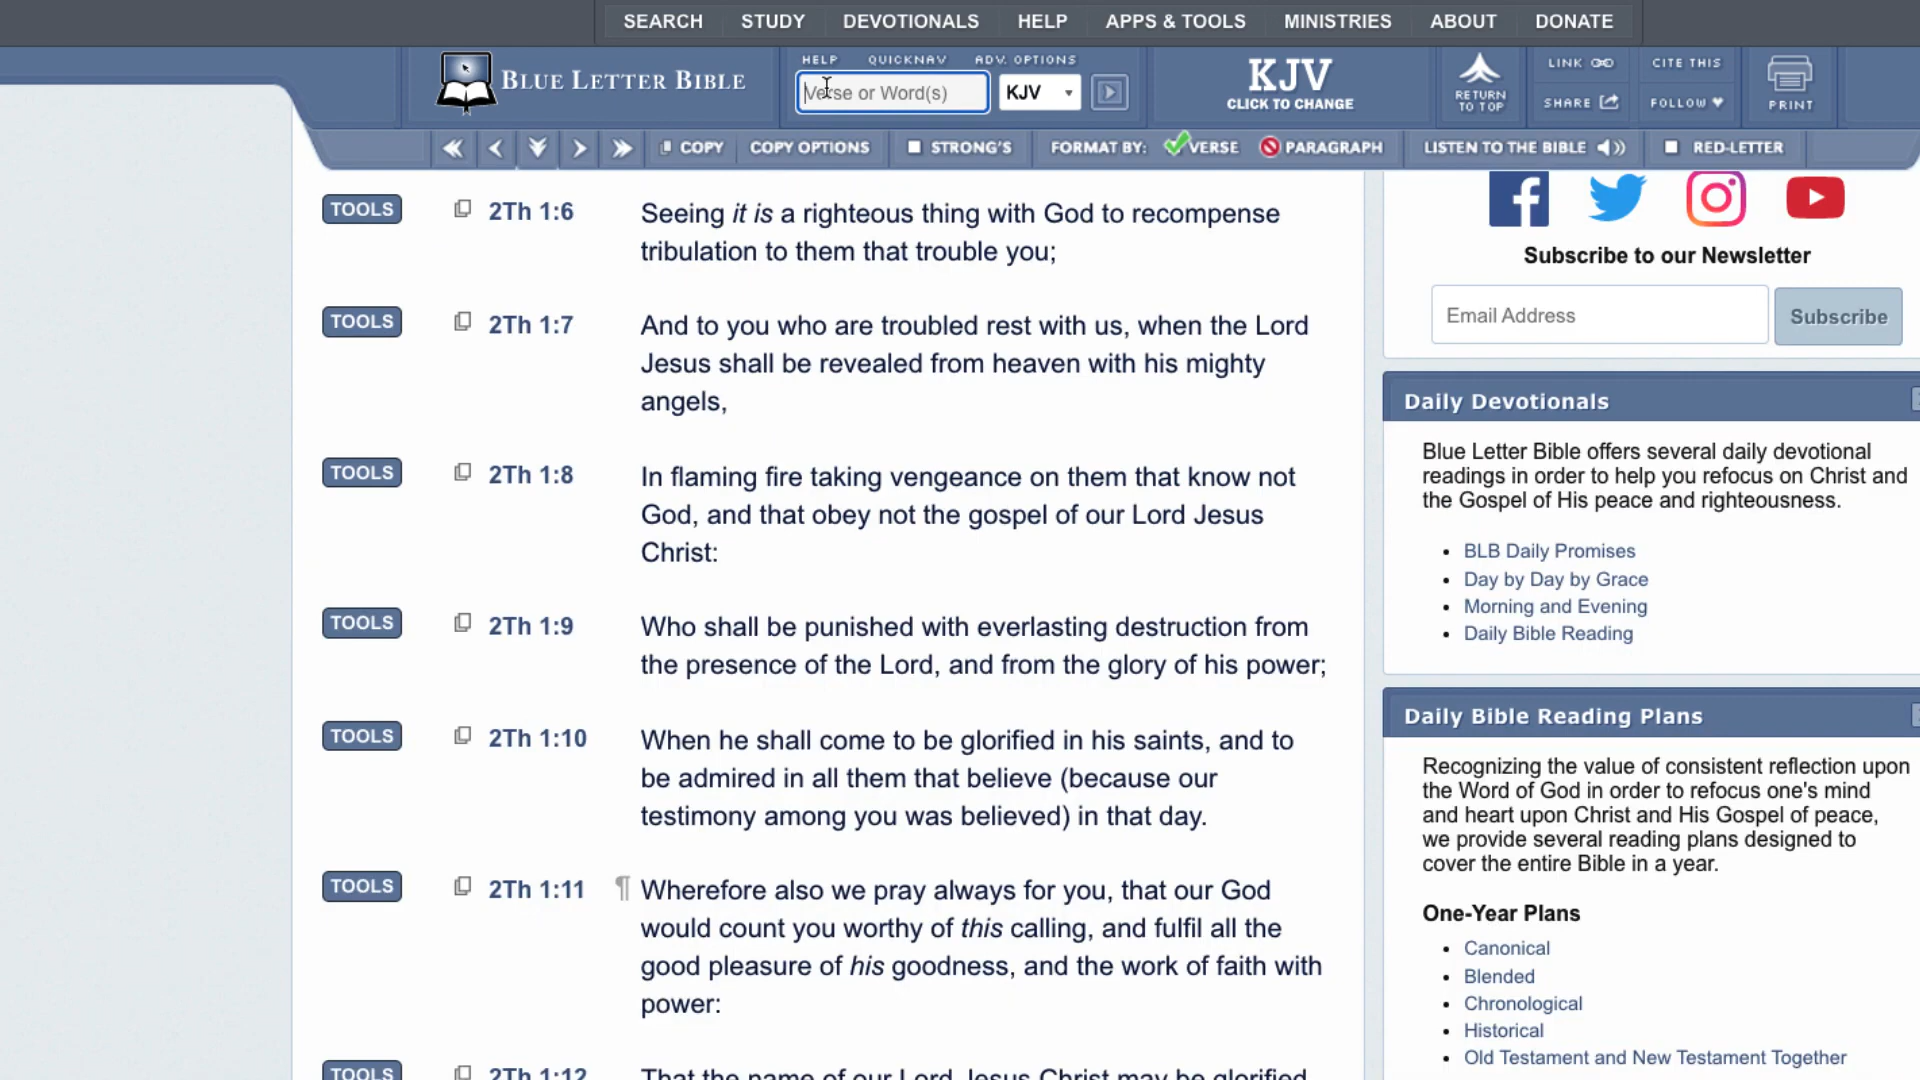 SEARCH STUDY DEVOTIONALS HELP APPS & TOOLS MINISTRIES ABOUT DONATE
BLUE LETTER BIBLE
HELP QUICKNAV ADV. OPTIONS
Verse or Word(s) KJV
KJV
CLICK TO CHANGE
RETURN
TO TOP
LINK
SHARE
CITE THIS
FOLLOW
PRINT
COPY COPY OPTIONS STRONG'S FORMAT BY: VERSE PARAGRAPH LISTEN TO THE BIBLE RED-LETTER
TOOLS 2Th 1:6 Seeing it is a righteous thing with God to recompense
tribulation to them that trouble you;
TOOLS 2Th 1:7 And to you who are troubled rest with us, when the Lord
Jesus shall be revealed from heaven with his mighty
angels,
TOOLS 2Th 1:8 In flaming fire taking vengeance on them that know not
God, and that obey not the gospel of our Lord Jesus
Christ:
TOOLS 2Th 1:9 Who shall be punished with everlasting destruction from
the presence of the Lord, and from the glory of his power;
TOOLS 2Th 1:10 When he shall come to be glorified in his saints, and to
be admired in all them that believe (because our
testimony among you was believed) in that day.
TOOLS 2Th 1:11 ¶ Wherefore also we pray always for you, that our God
would count you worthy of this calling, and fulfil all the
good pleasure of his goodness, and the work of faith with
power:
TOOLS 2Th 1:12 That the name of our Lord Jesus Christ may be glorified
Subscribe to our Newsletter
Email Address Subscribe
Daily Devotionals
Blue Letter Bible offers several daily devotional
readings in order to help you refocus on Christ and
the Gospel of His peace and righteousness.
• BLB Daily Promises
• Day by Day by Grace
• Morning and Evening
• Daily Bible Reading
Daily Bible Reading Plans
Recognizing the value of consistent reflection upon
the Word of God in order to refocus one's mind
and heart upon Christ and His Gospel of peace,
we provide several reading plans designed to
cover the entire Bible in a year.
One-Year Plans
• Canonical
• Blended
• Chronological
• Historical
• Old Testament and New Testament Together